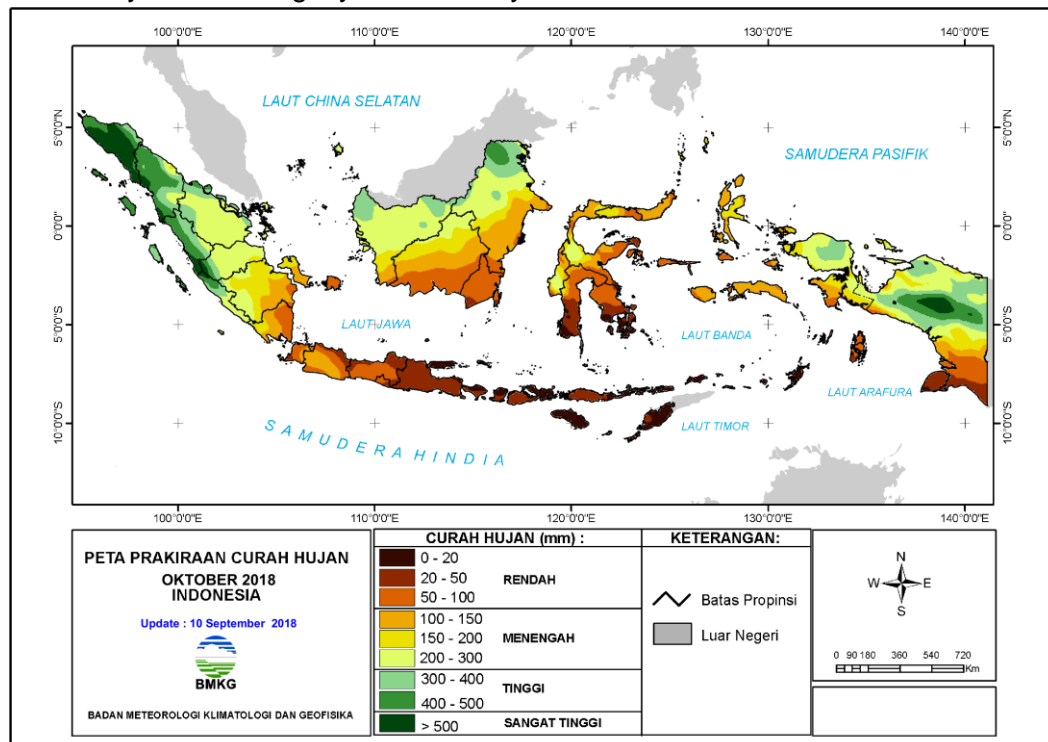 100°0'0"E 110°0'0"E 120°0'0"E 130°0'0"E 140°0'0"E
LAUT CHINA SELATAN
5°0'0"N 5°0'0"N
SAMUDERA PASIFIK
0°0'0" 0°0'0"
5°0'0"S 5°0'0"S
LAUT JAWA
LAUT BANDA
LAUT ARAFURA
10°0'0"S 10°0'0"S
LAUT TIMOR
SAMUDERA HINDIA
100°0'0"E 110°0'0"E 120°0'0"E 130°0'0"E 140°0'0"E
PETA PRAKIRAAN CURAH HUJAN
OKTOBER 2018
INDONESIA
Update : 10 September 2018
BMKG
BADAN METEOROLOGI KLIMATOLOGI DAN GEOFISIKA
CURAH HUJAN (mm) :
0 - 20
20 - 50 RENDAH
50 - 100
100 - 150
150 - 200 MENENGAH
200 - 300
300 - 400
TINGGI
400 - 500
> 500 SANGAT TINGGI
KETERANGAN:
Batas Propinsi
Luar Negeri
N
W E
S
0 90 180 360 540 720
Km